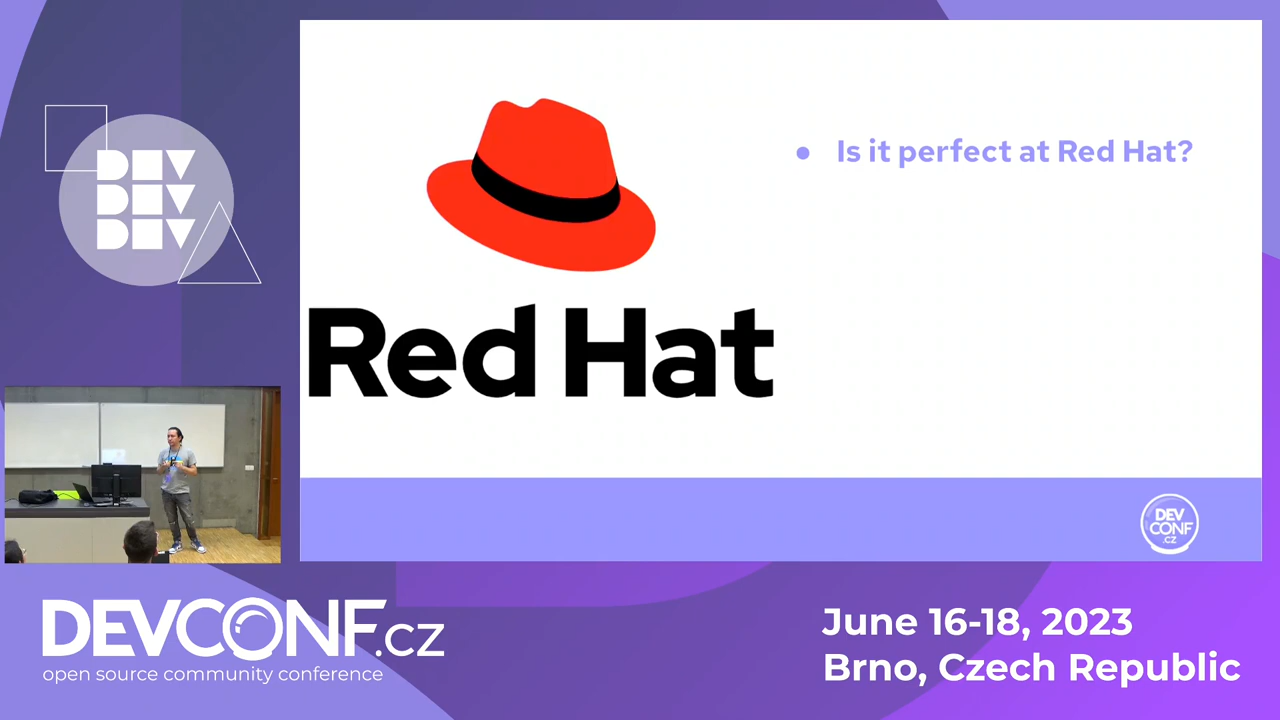 DEV
DEV
DEV
Red Hat
● Is it perfect at Red Hat?
DEV
CONF
.CZ
DEVCONF.CZ
open source community conference
June 16-18, 2023
Brno, Czech Republic